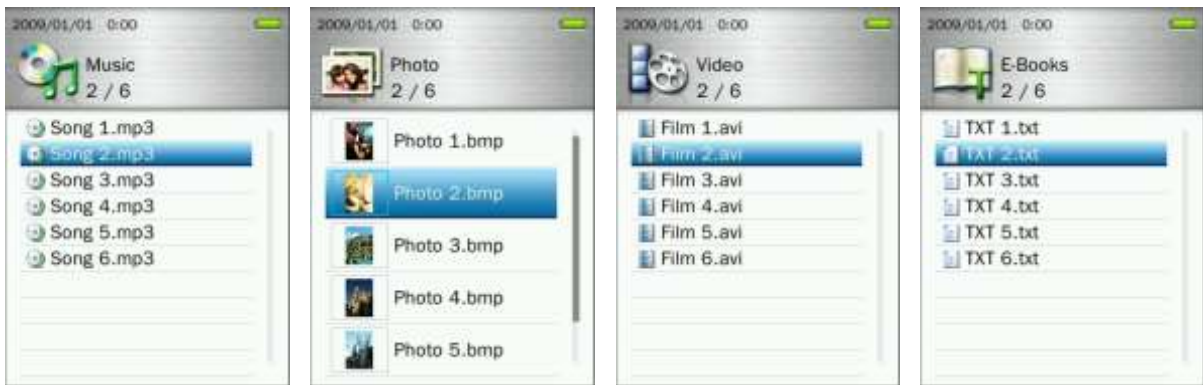 2009/01/01 0:00
Music
2 / 6
Song 1.mp3
Song 2.mp3
Song 3.mp3
Song 4.mp3
Song 5.mp3
Song 6.mp3
2009/01/01 0:00
Photo
2 / 6
Photo 1.bmp
Photo 2.bmp
Photo 3.bmp
Photo 4.bmp
Photo 5.bmp
2009/01/01 0:00
Video
2 / 6
Film 1.avi
Film 2.avi
Film 3.avi
Film 4.avi
Film 5.avi
Film 6.avi
2009/01/01 0:00
E-Books
2 / 6
TXT 1.txt
TXT 2.txt
TXT 3.txt
TXT 4.txt
TXT 5.txt
TXT 6.txt